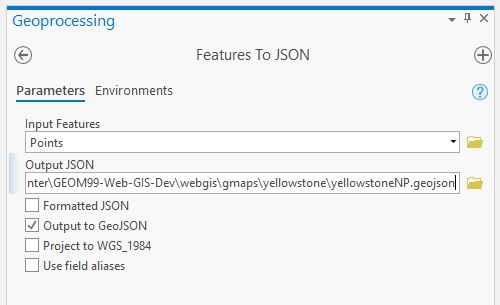 Geoprocessing
Features To JSON
Parameters Environments
Input Features
Points
Output JSON
nter\GEOM99-Web-GIS-Dev\webgis\gmaps\yellowstone\yellowstoneNP.geojson
Formatted JSON
Output to GeoJSON
Project to WGS_1984
Use field aliases